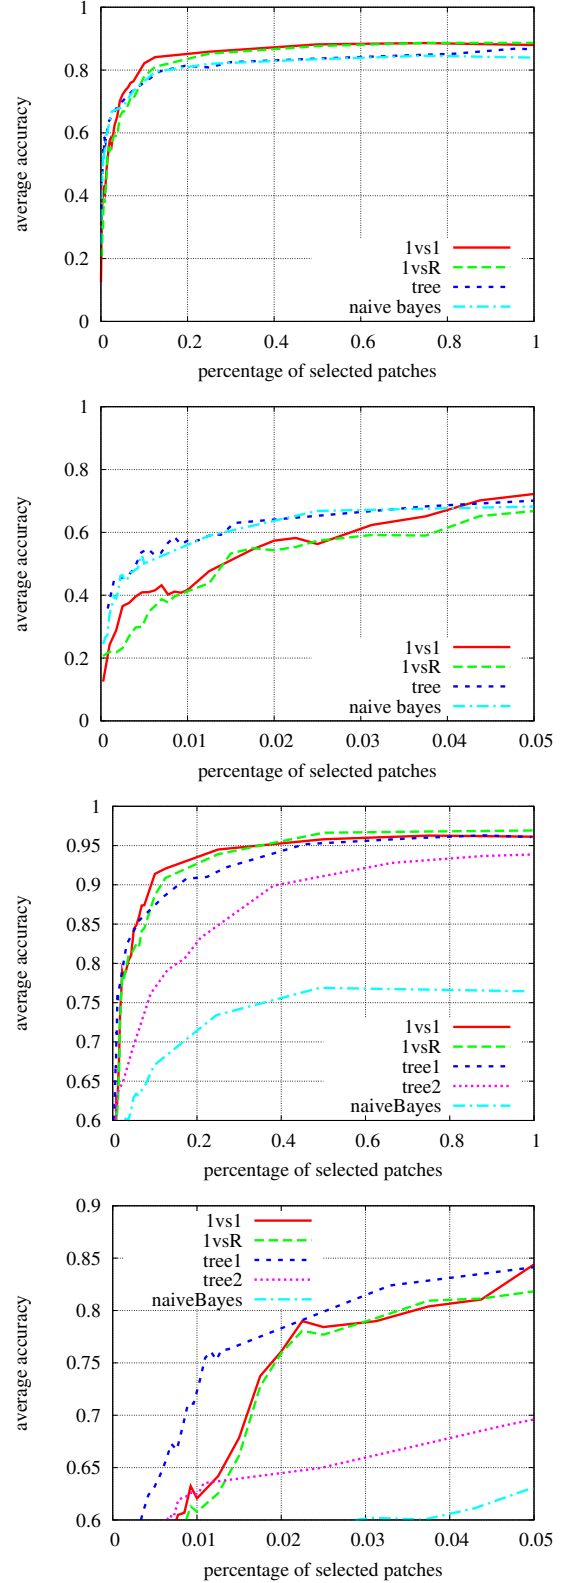 1
0.8
0.6
0.4
0.2
0
average accuracy
1vs1
1vsR
tree
naive bayes
0 0.2 0.4 0.6 0.8 1
percentage of selected patches
1
0.8
0.6
0.4
0.2
0
average accuracy
1vs1
1vsR
tree
naive bayes
0 0.01 0.02 0.03 0.04 0.05
percentage of selected patches
1
0.95
0.9
0.85
0.8
0.75
0.7
0.65
0.6
average accuracy
1vs1
1vsR
tree1
tree2
naiveBayes
0 0.2 0.4 0.6 0.8 1
percentage of selected patches
0.9
0.85
0.8
0.75
0.7
0.65
0.6
average accuracy
1vs1
1vsR
tree1
tree2
naiveBayes
0 0.01 0.02 0.03 0.04 0.05
percentage of selected patches